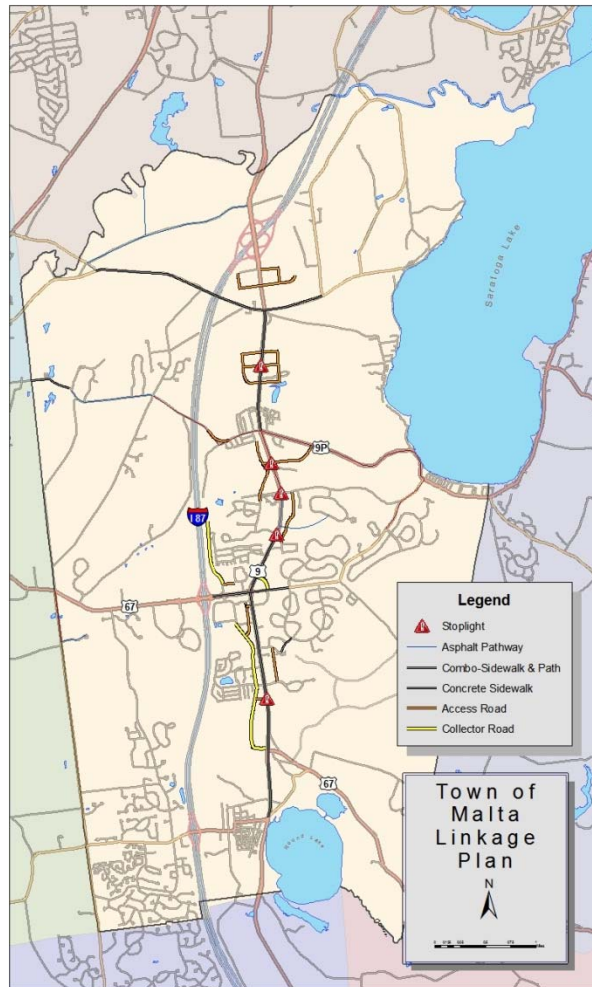 Saratoga Lake
9P
I 87
9
67
Legend
Stoplight
Asphalt Pathway
Combo-Sidewalk & Path
Concrete Sidewalk
Access Road
Collector Road
67
Town of
Malta
Linkage
Plan
N